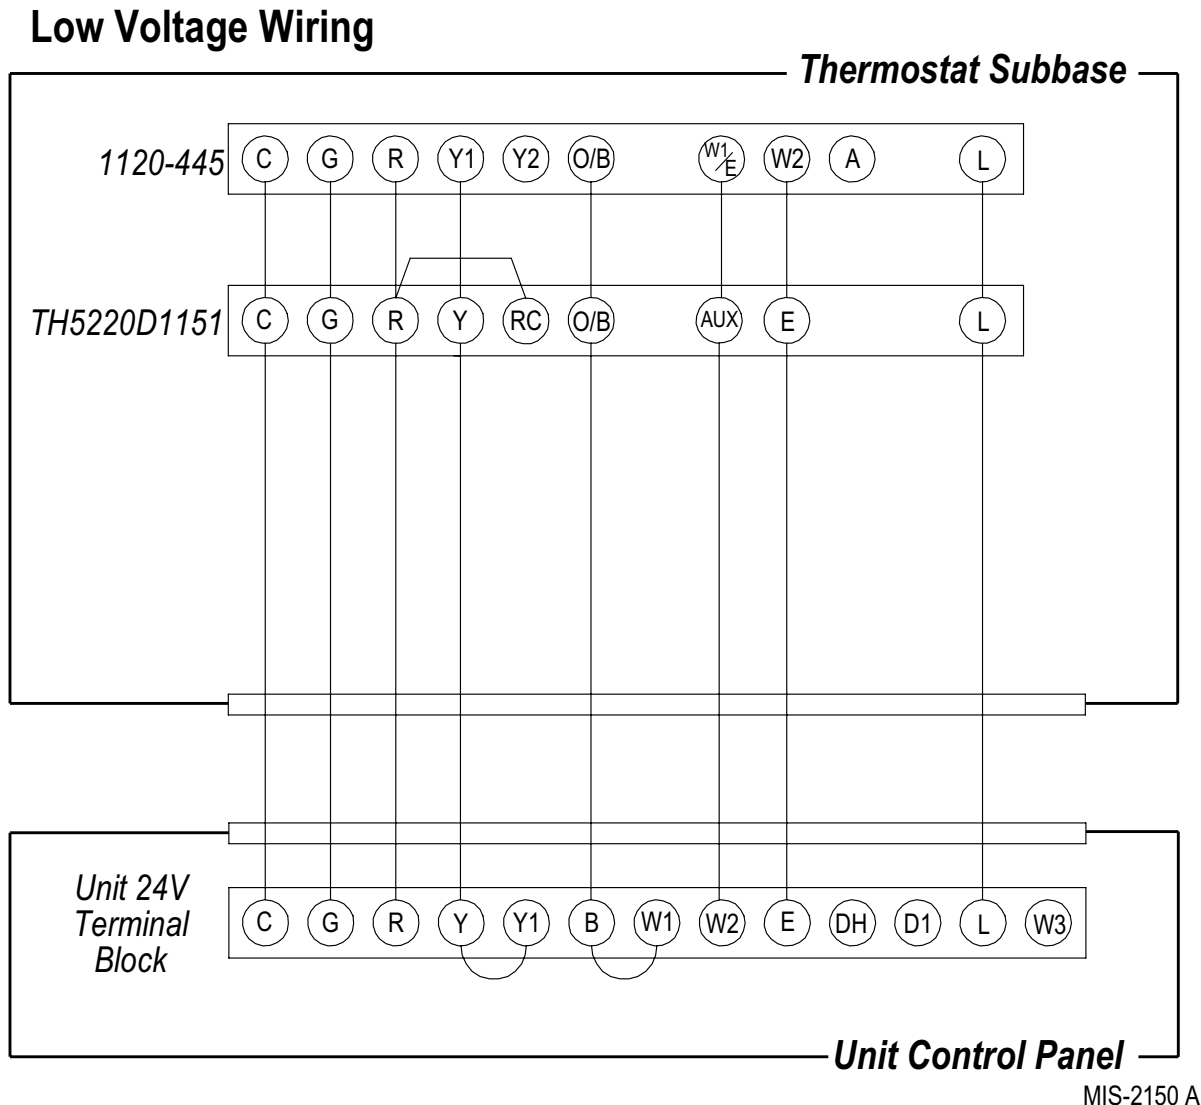 Low Voltage Wiring
Thermostat Subbase
1120-445 C G R Y1 Y2 O/B W1/E W2 A L
TH5220D1151 C G R Y RC O/B AUX E L
Unit 24V
Terminal
Block
C G R Y Y1 B W1 W2 E DH D1 L W3
Unit Control Panel
MIS-2150 A